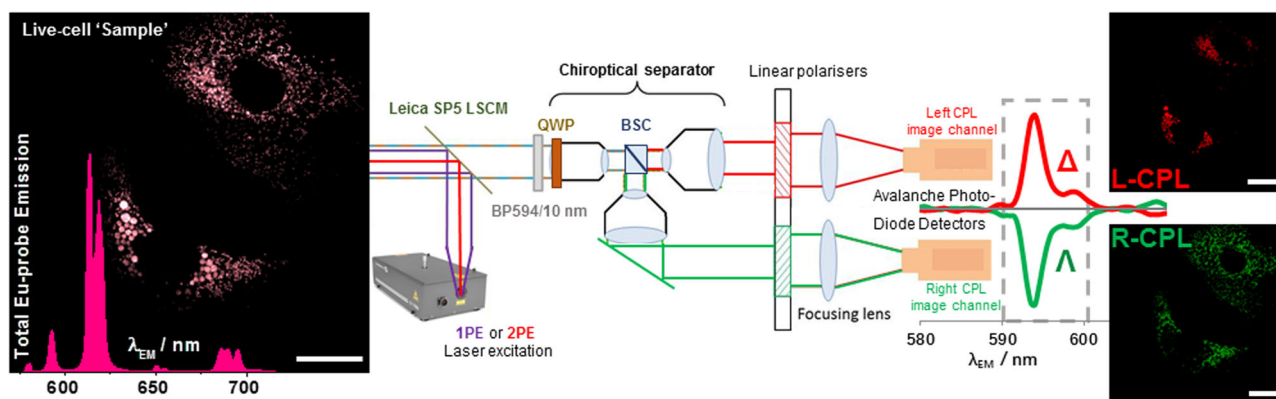 Live-cell 'Sample'
Total Eu-probe Emission
λEM / nm
600
650
700
Leica SP5 LSCM
QWP
BP594/10 nm
1PE or 2PE
Laser excitation
Chiroptical separator
BSC
Linear polarisers
Focusing lens
Left CPL
image channel
Avalanche Photo-
Diode Detectors
Right CPL
image channel
Δ
Λ
580
590
600
λEM / nm
L-CPL
R-CPL